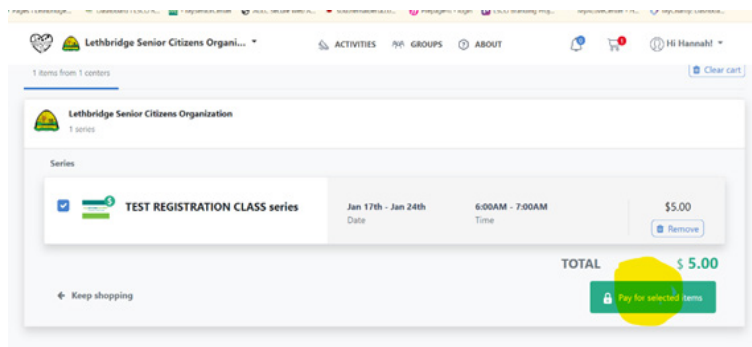 Lethbridge Senior Citizens Organi...
ACTIVITIES GROUPS ABOUT Hi Hannah!
1 items from 1 centers
Clear cart
Lethbridge Senior Citizens Organization
1 series
Series
TEST REGISTRATION CLASS series Jan 17th - Jan 24th 6:00AM - 7:00AM $5.00
Date Time Remove
TOTAL $ 5.00
Keep shopping Pay for selected items